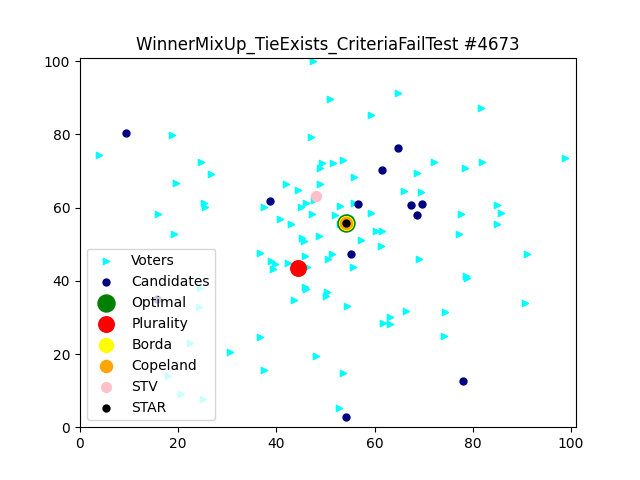 WinnerMixUp_TieExists_CriteriaFailTest #4673
100
80
60
40
20
0
0 20 40 60 80 100
Voters
Candidates
Optimal
Plurality
Borda
Copeland
STV
STAR